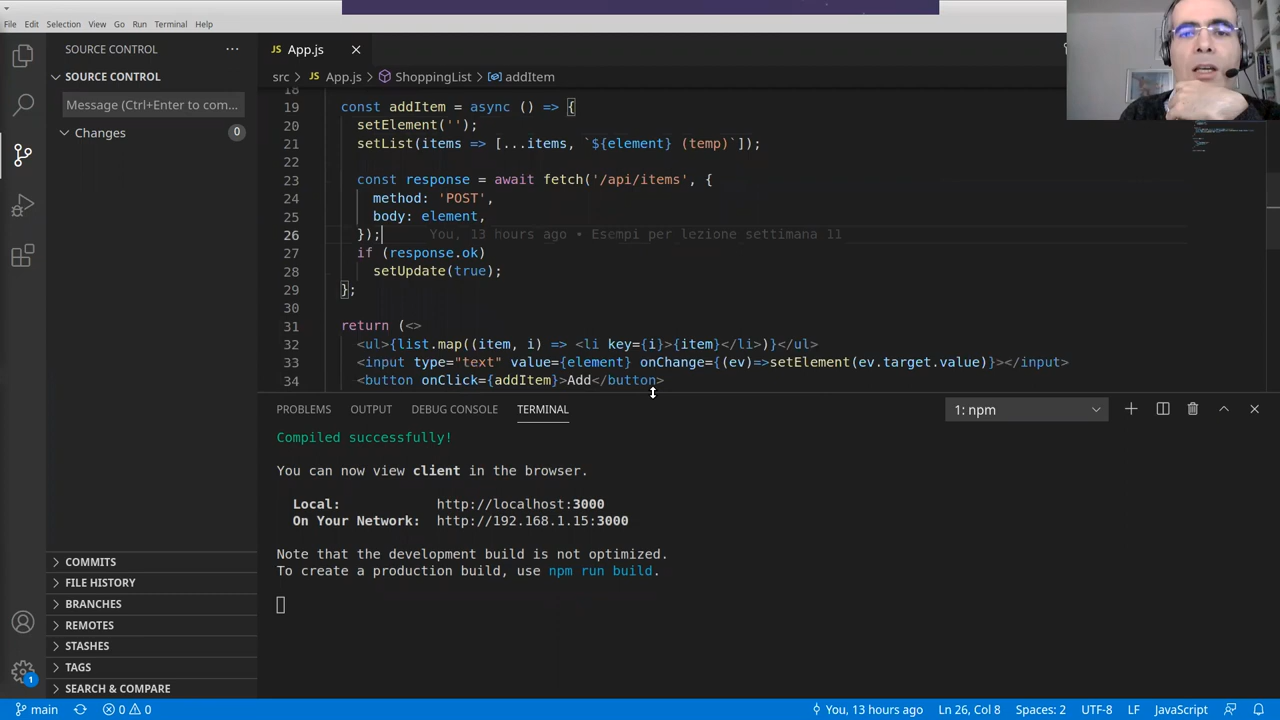 File Edit Selection View Go Run Terminal Help
SOURCE CONTROL ···
SOURCE CONTROL
Message (Ctrl+Enter to com...
Changes 0
COMMITS
FILE HISTORY
BRANCHES
REMOTES
STASHES
TAGS
SEARCH & COMPARE
1
JS App.js
src > JS App.js > ShoppingList > addItem
18
19 const addItem = async () => {
20 setElement('');
21 setList(items => [...items, `${element} (temp)`]);
22
23 const response = await fetch('/api/items', {
24 method: 'POST',
25 body: element,
26 }); You, 13 hours ago • Esempi per lezione settimana 11
27 if (response.ok)
28 setUpdate(true);
29 };
30
31 return (<>
32 <ul>{list.map((item, i) => <li key={i}>{item}</li>)}</ul>
33 <input type="text" value={element} onChange={(ev)=>setElement(ev.target.value)}></input>
34 <button onClick={addItem}>Add</button>
PROBLEMS OUTPUT DEBUG CONSOLE TERMINAL 1: npm
Compiled successfully!
You can now view client in the browser.
Local: http://localhost:3000
On Your Network: http://192.168.1.15:3000
Note that the development build is not optimized.
To create a production build, use npm run build.
main 0 0 You, 13 hours ago Ln 26, Col 8 Spaces: 2 UTF-8 LF JavaScript